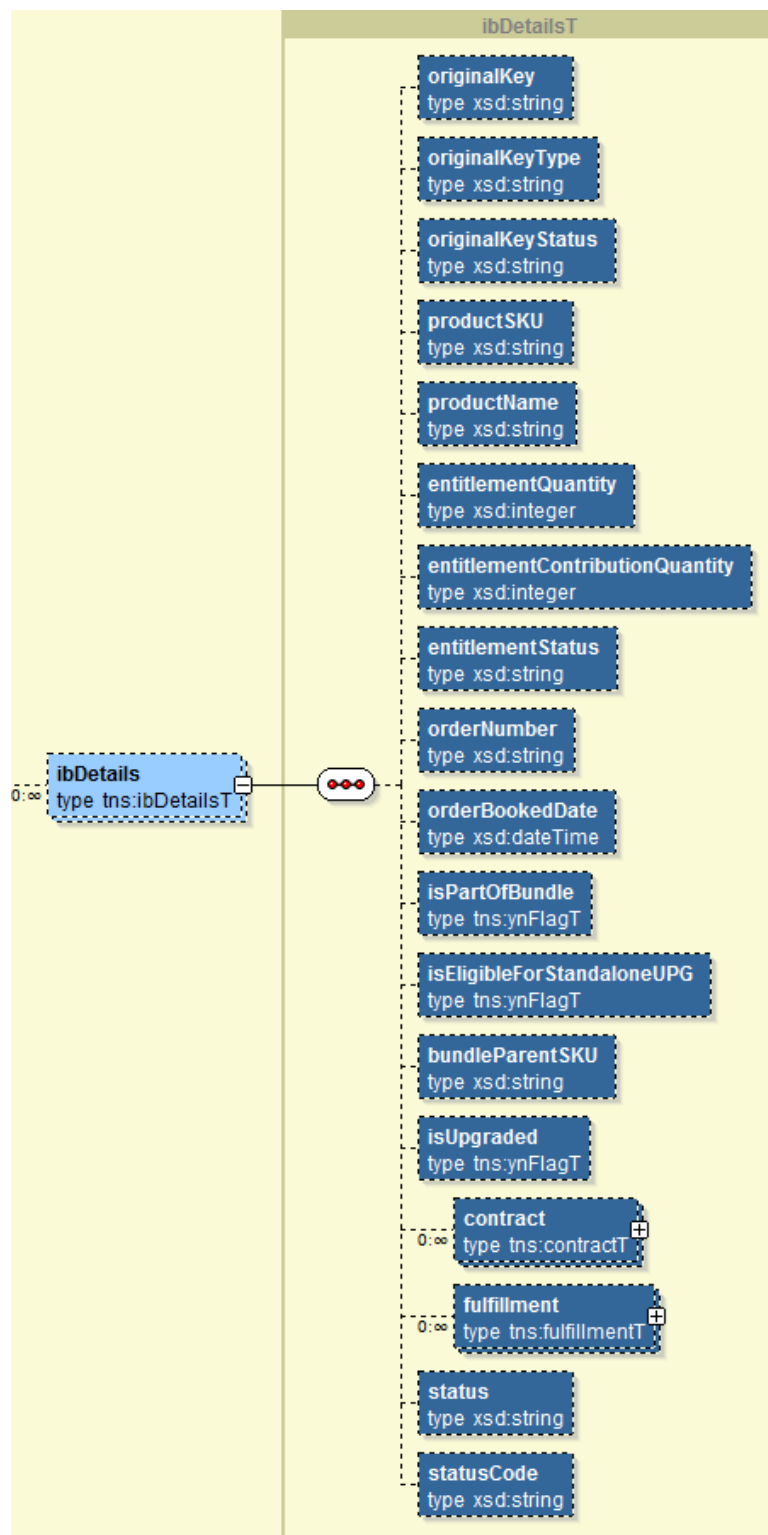 ibDetailsT
originalKey
type xsd:string
originalKeyType
type xsd:string
originalKeyStatus
type xsd:string
productSKU
type xsd:string
productName
type xsd:string
entitlementQuantity
type xsd:integer
entitlementContributionQuantity
type xsd:integer
entitlementStatus
type xsd:string
orderNumber
type xsd:string
ibDetails
type tns:ibDetailsT
0:∞
orderBookedDate
type xsd:dateTime
isPartOfBundle
type tns:ynFlagT
isEligibleForStandaloneUPG
type tns:ynFlagT
bundleParentSKU
type xsd:string
isUpgraded
type tns:ynFlagT
contract
type tns:contractT
0:∞
fulfillment
type tns:fulfillmentT
0:∞
status
type xsd:string
statusCode
type xsd:string